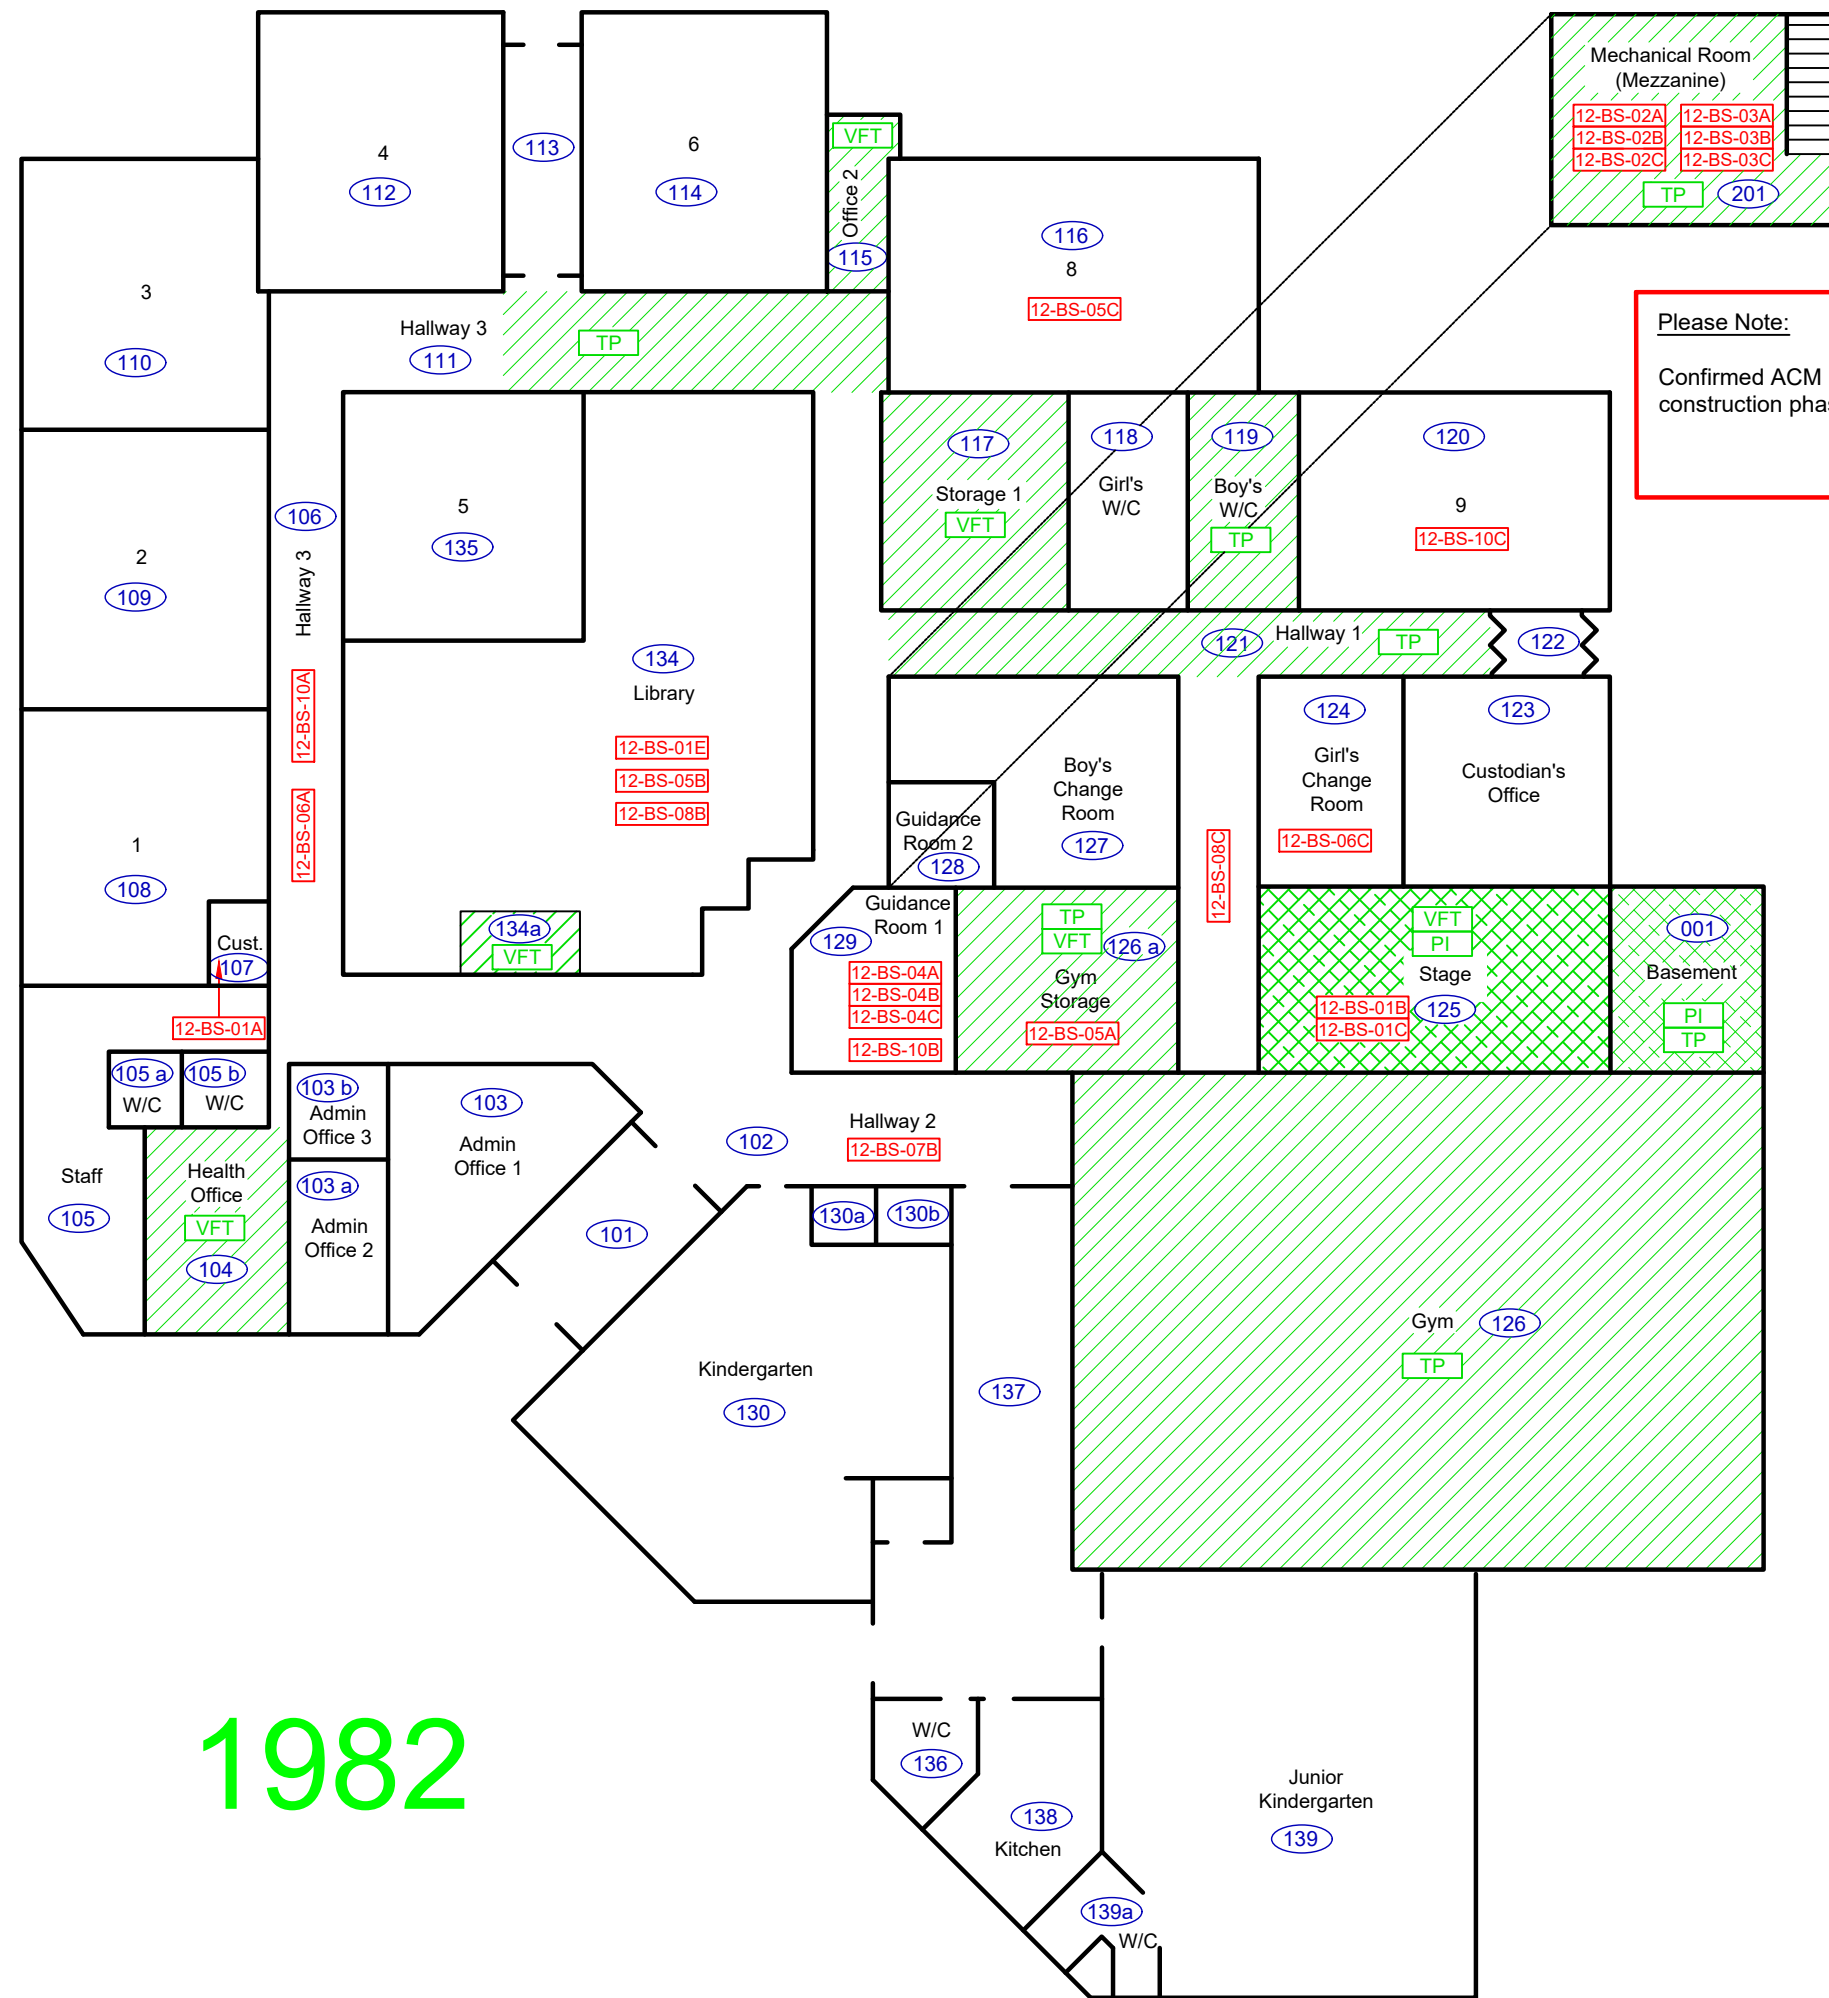 4
112
113
6
114
VFT
Office 2
115
Mechanical Room
(Mezzanine)
12-BS-02A
12-BS-03A
12-BS-02B
12-BS-03B
12-BS-02C
12-BS-03C
TP
201
3
110
Hallway 3
111
TP
116
8
12-BS-05C
Please Note:
Confirmed ACM
construction pha
117
Storage 1
VFT
118
Girl's
W/C
119
Boy's
W/C
TP
120
9
12-BS-10C
106
Hallway 3
5
135
2
109
134
Library
12-BS-01E
12-BS-05B
12-BS-08B
12-BS-10A
12-BS-06A
121
Hallway 1
TP
122
124
Girl's
Change
Room
12-BS-06C
123
Custodian's
Office
Boy's
Change
Room
127
Guidance
Room 2
128
12-BS-08C
1
108
Cust.
107
12-BS-01A
134a
VFT
Guidance
Room 1
129
12-BS-04A
12-BS-04B
12-BS-04C
12-BS-10B
TP
VFT
126 a
Gym
Storage
12-BS-05A
VFT
PI
Stage
12-BS-01B
125
12-BS-01C
001
Basement
PI
TP
105 a
W/C
105 b
W/C
103 b
Admin
Office 3
103
Admin
Office 1
102
Hallway 2
12-BS-07B
Staff
105
Health
Office
VFT
104
103 a
Admin
Office 2
101
130a
130b
Kindergarten
130
137
Gym
126
TP
1982
W/C
136
138
Kitchen
Junior
Kindergarten
139
139a
W/C